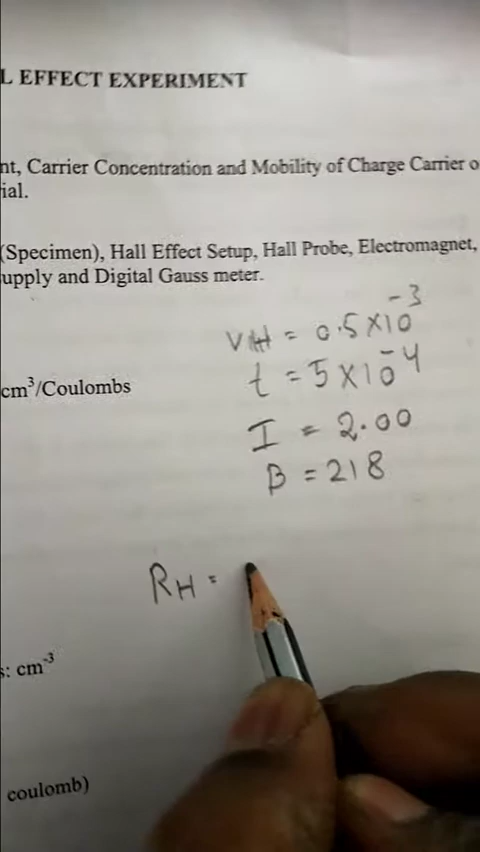 L EFFECT EXPERIMENT
nt, Carrier Concentration and Mobility of Charge Carrier o
ial.
(Specimen), Hall Effect Setup, Hall Probe, Electromagnet,
upply and Digital Gauss meter.
VH = 0.5×10⁻³
cm³/Coulombs
t = 5×10⁻⁴
I = 2.00
B = 218
RH =
s: cm⁻³
coulomb)